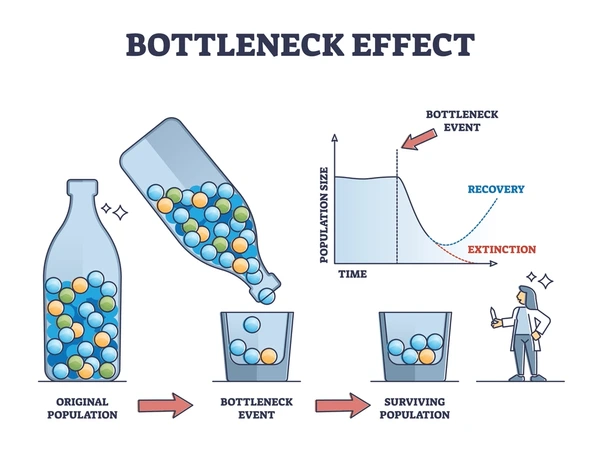 BOTTLENECK EFFECT
BOTTLENECK
EVENT
POPULATION SIZE
RECOVERY
EXTINCTION
TIME
ORIGINAL
POPULATION
BOTTLENECK
EVENT
SURVIVING
POPULATION